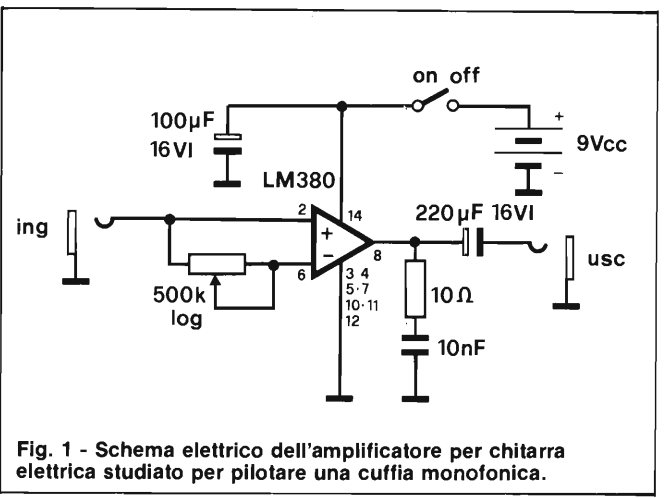 on off
100µF
16Vl
+
9Vcc
−
LM380
ing
2
14
220µF 16Vl
+
−
8
usc
6
3 4
5·7
10·11
12
500k
log
10Ω
10nF
Fig. 1 - Schema elettrico dell'amplificatore per chitarra
elettrica studiato per pilotare una cuffia monofonica.